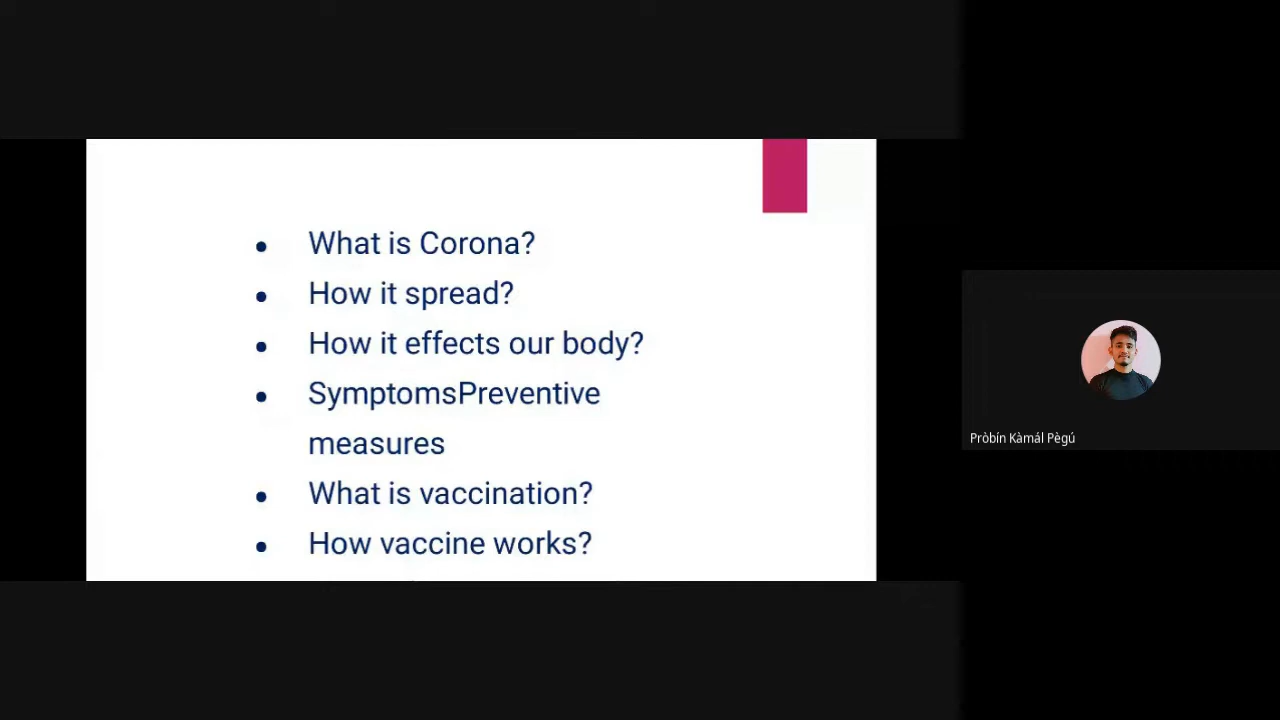 • What is Corona?
• How it spread?
• How it effects our body?
• SymptomsPreventive
measures
• What is vaccination?
• How vaccine works?
Pròbín Kàmál Pègú